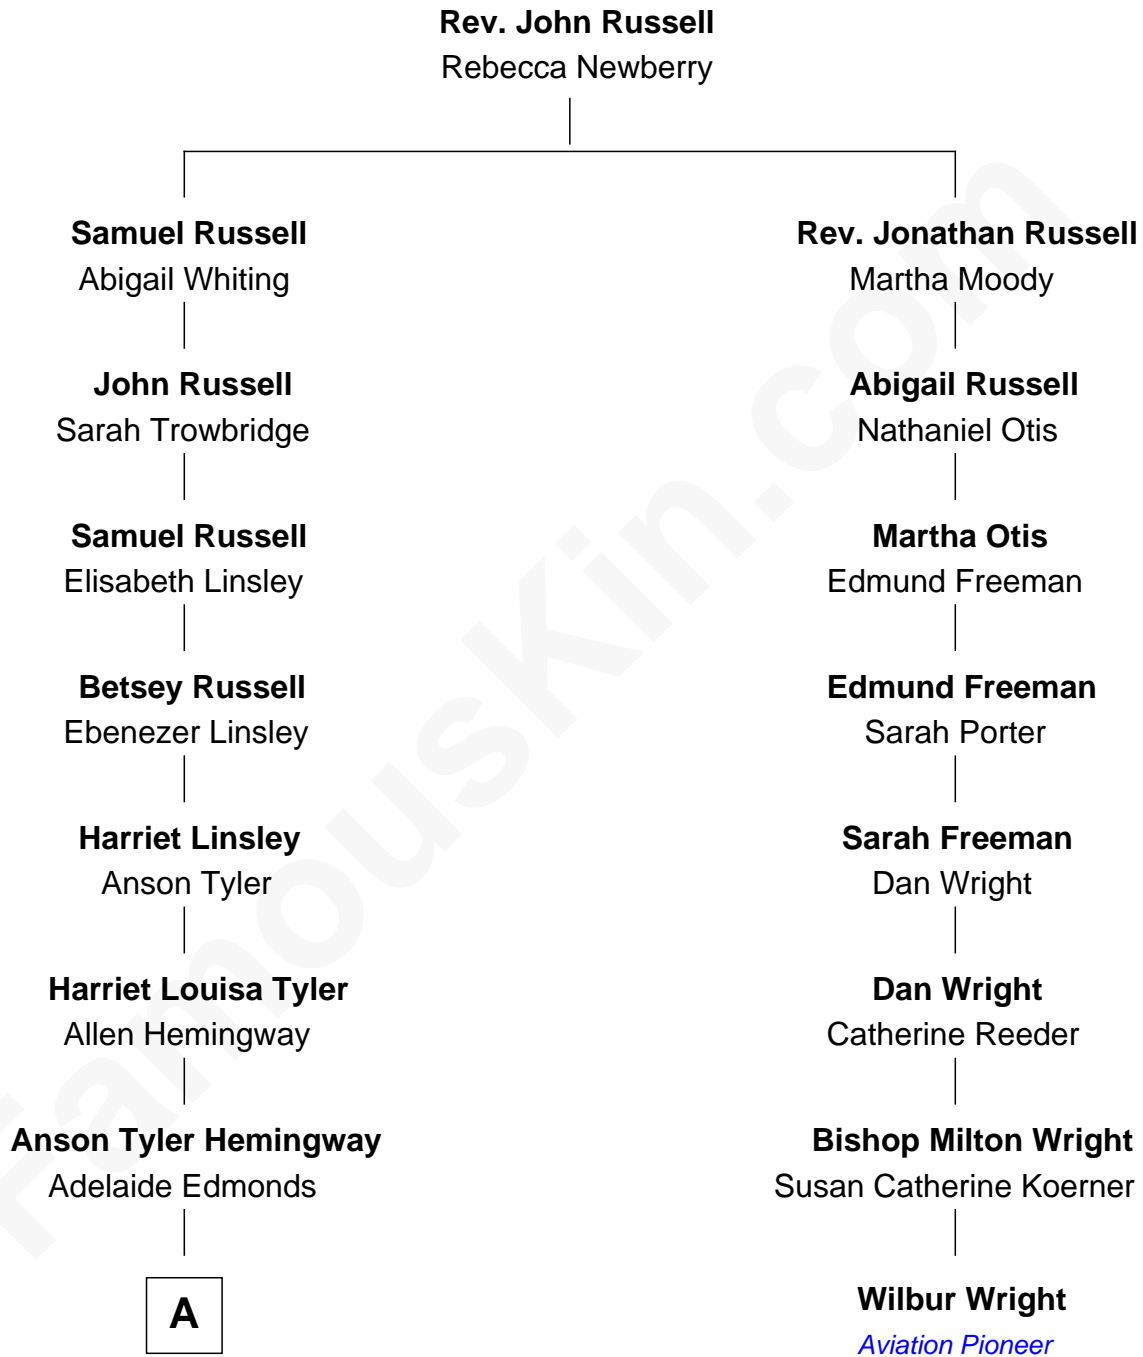 Rev. John Russell
Rebecca Newberry
Samuel Russell
Abigail Whiting
Rev. Jonathan Russell
Martha Moody
John Russell
Sarah Trowbridge
Abigail Russell
Nathaniel Otis
Samuel Russell
Elisabeth Linsley
Martha Otis
Edmund Freeman
Betsey Russell
Ebenezer Linsley
Edmund Freeman
Sarah Porter
Harriet Linsley
Anson Tyler
Sarah Freeman
Dan Wright
Harriet Louisa Tyler
Allen Hemingway
Dan Wright
Catherine Reeder
Anson Tyler Hemingway
Adelaide Edmonds
Bishop Milton Wright
Susan Catherine Koerner
A
Wilbur Wright
Aviation Pioneer
FamousKin.com